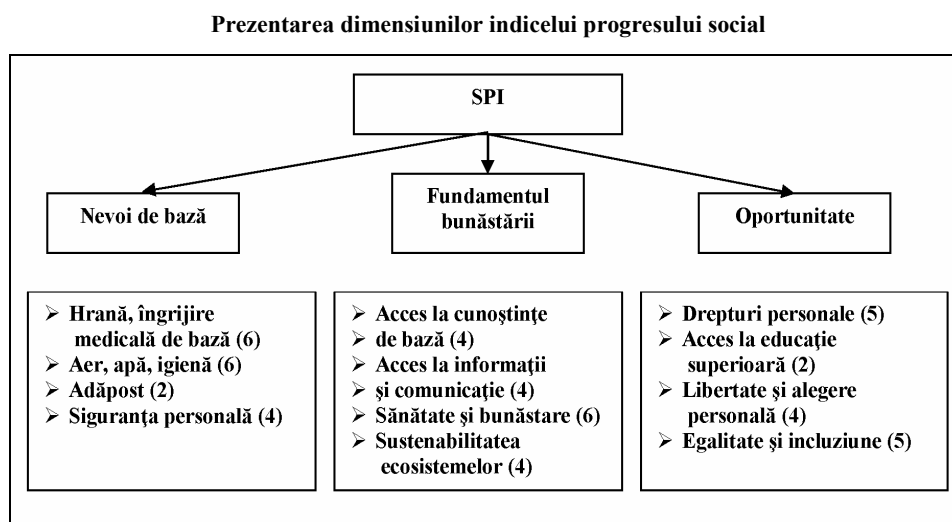 Prezentarea dimensiunilor indicelui progresului social
SPI
Nevoi de bază
Fundamentul
bunăstării
Oportunitate
➢ Hrană, îngrijire
medicală de bază (6)
➢ Aer, apă, igienă (6)
➢ Adăpost (2)
➢ Siguranţa personală (4)
➢ Acces la cunoştinţe
➢ de bază (4)
➢ Acces la informaţii
➢ şi comunicaţie (4)
➢ Sănătate şi bunăstare (6)
➢ Sustenabilitatea
ecosistemelor (4)
➢ Drepturi personale (5)
➢ Acces la educaţie
superioară (2)
➢ Libertate şi alegere
personală (4)
➢ Egalitate şi incluziune (5)